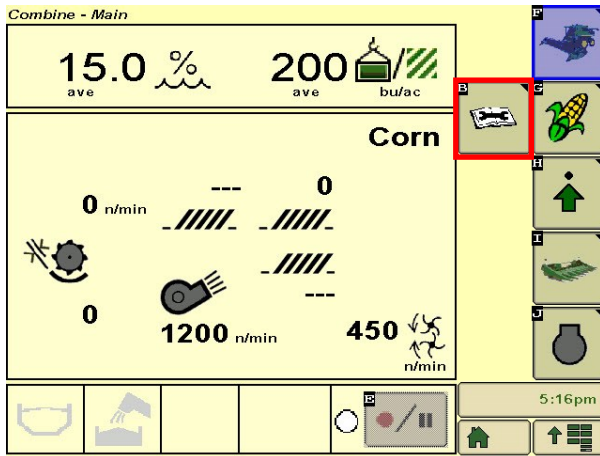 Combine - Main
F
15.0 %
ave
200
ave
bu/ac
B
G
Corn
H
---
0
0 n/min
I
---
0
J
1200 n/min
450
n/min
E
5:16pm